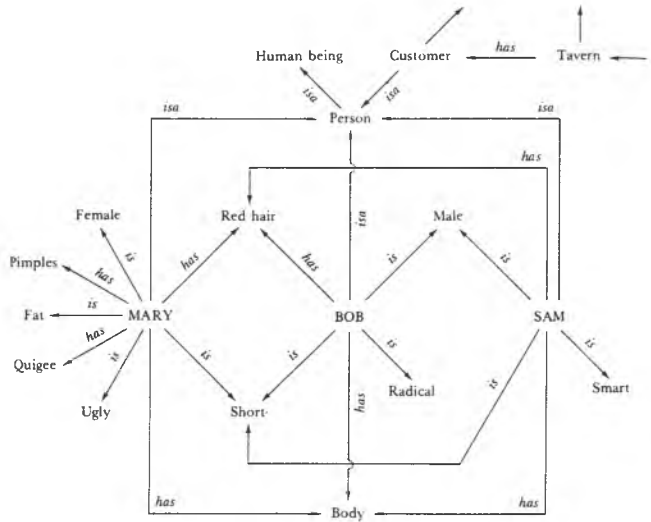 Human being
Customer
has
Tavern
isa
isa
isa
Person
isa
has
Female
Red hair
Male
isa
is
Pimples
has
has
has
is
is
Fat
is
MARY
BOB
SAM
Quigee
has
is
is
is
is
is
is
Radical
Smart
Ugly
Short
has
has
Body
has